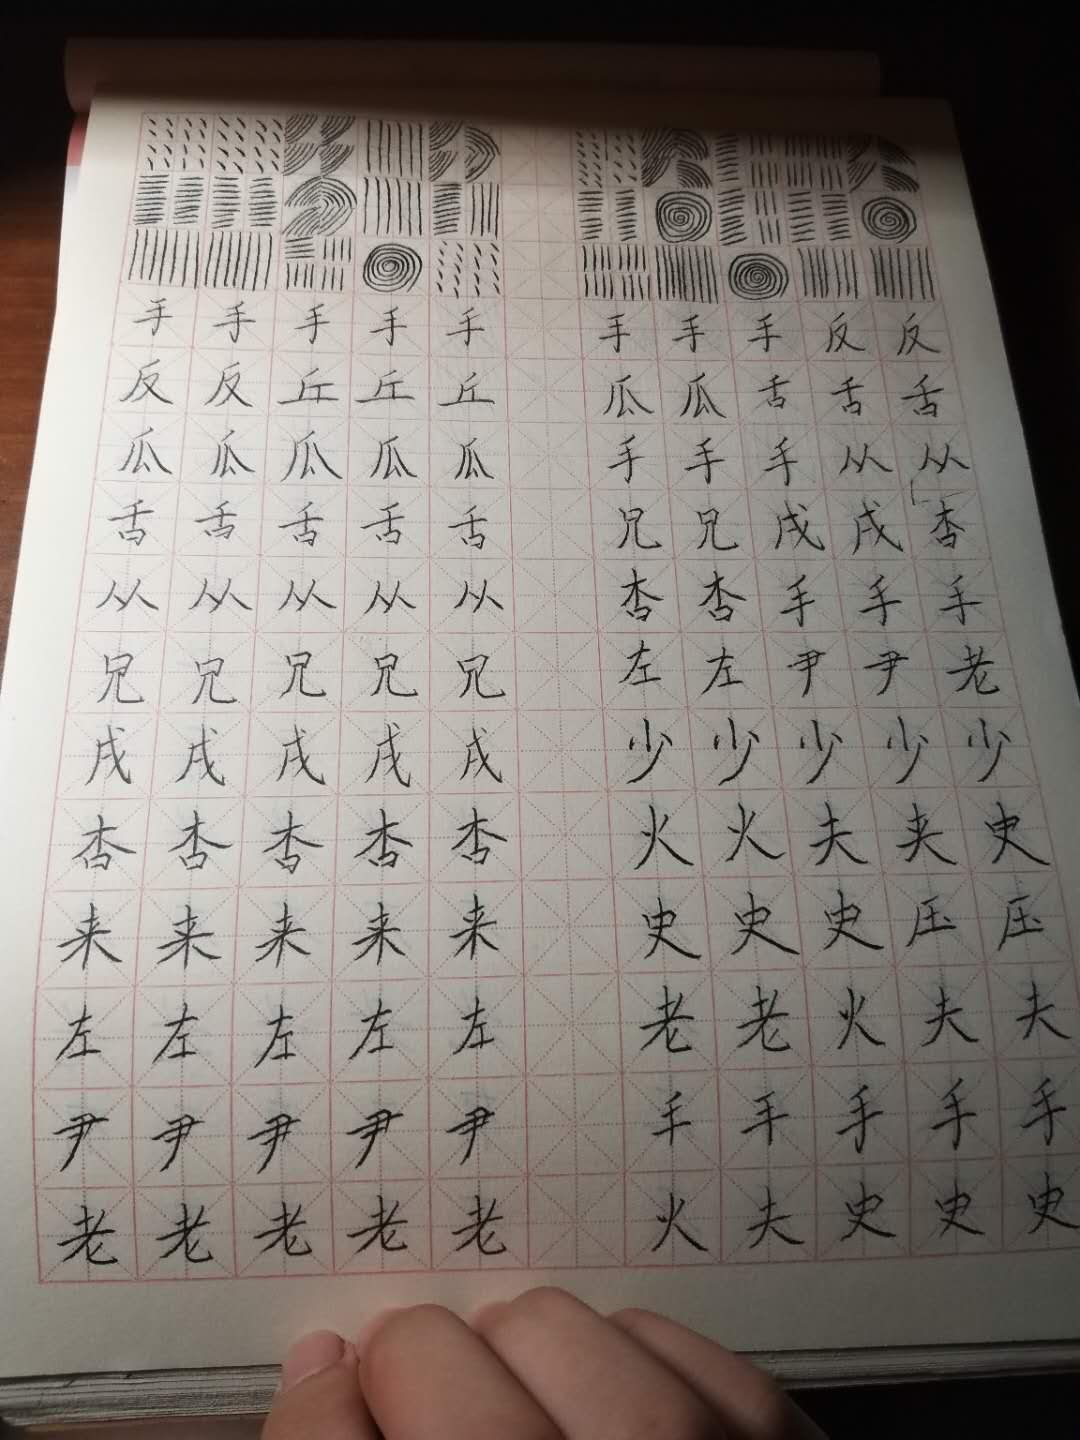 手手手手手 手手手反反
反反丘丘丘 瓜瓜舌舌舌
瓜瓜瓜瓜瓜 手手手从从
舌舌舌舌舌 兄兄戌戌杏
从从从从从 杏杏手手手
兄兄兄兄兄 左左尹尹老
戌戌戌戌戌 少少少少少
杏杏杏杏杏 火火夫夹史
来来来来来 史史史压压
左左左左左 老老火夫夫
尹尹尹尹尹 手手手手手
老老老老老 火夫史史史